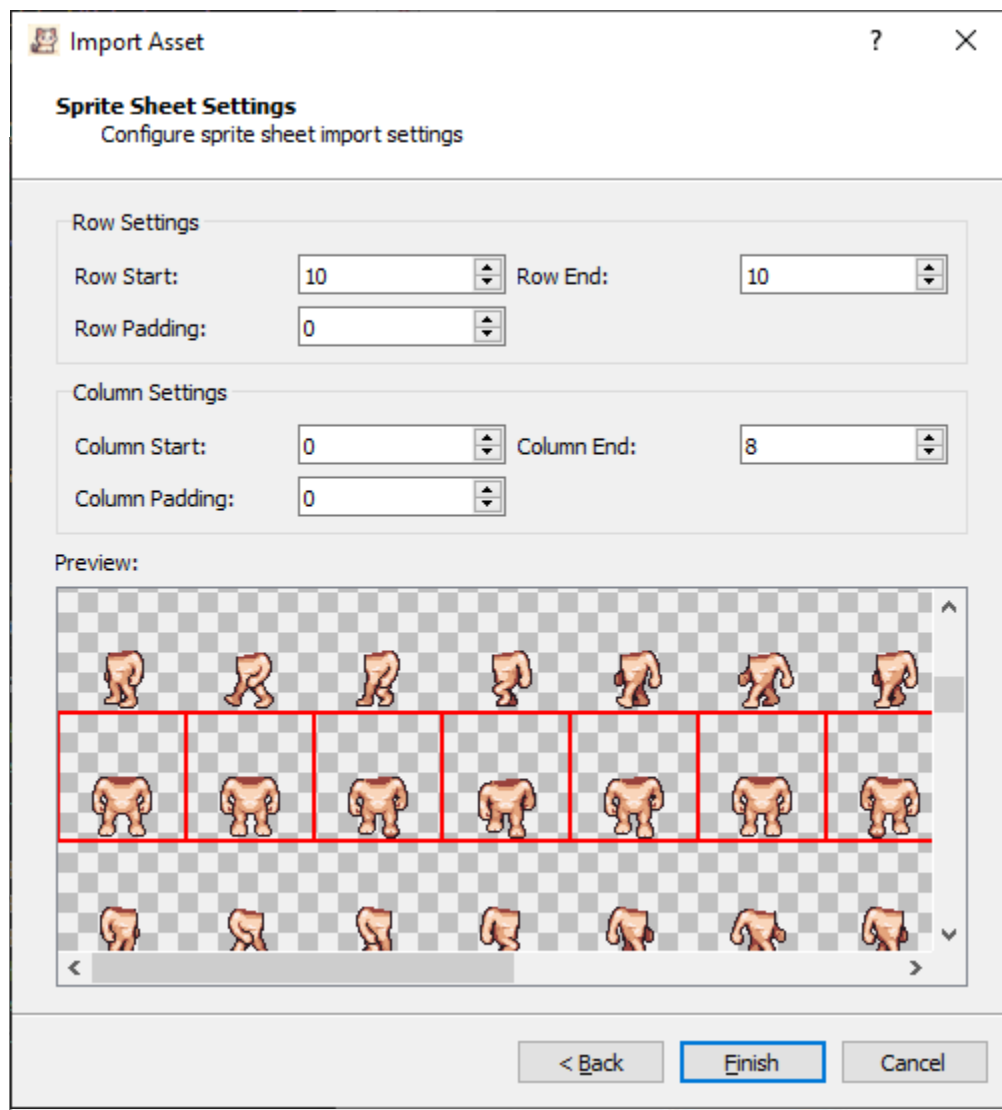 Import Asset
?
Sprite Sheet Settings
Configure sprite sheet import settings
Row Settings
Row Start: 10 Row End: 10
Row Padding: 0
Column Settings
Column Start: 0 Column End: 8
Column Padding: 0
Preview:
< Back Finish Cancel